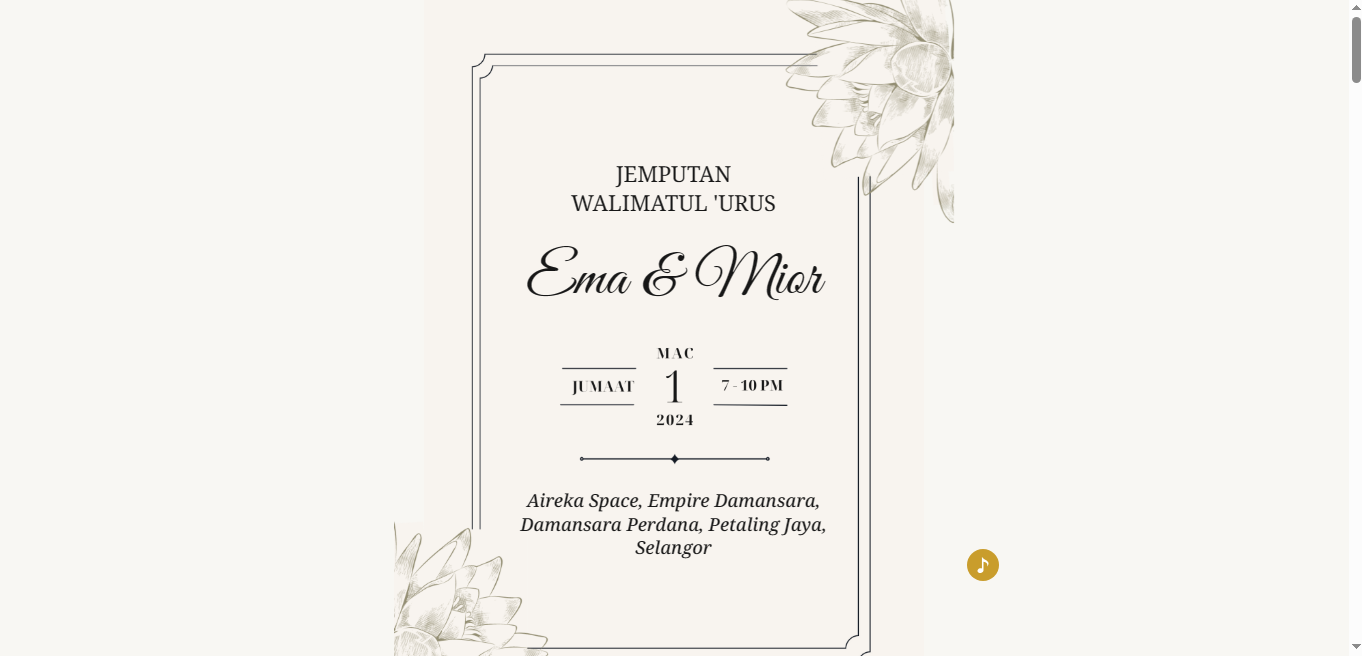 JEMPUTAN
WALIMATUL 'URUS
Ema & Mior
MAC
JUMAAT 1 7 - 10 PM
2024
Aireka Space, Empire Damansara,
Damansara Perdana, Petaling Jaya,
Selangor